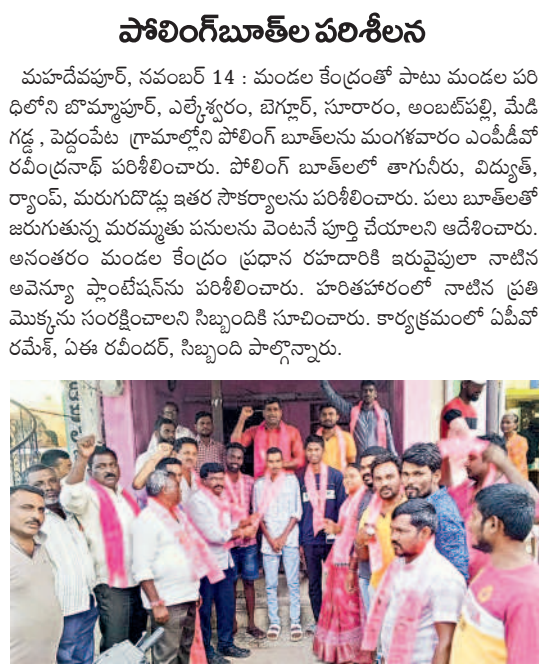 పోలింగ్‌బూత్‌ల పరిశీలన
మహదేవపూర్, నవంబర్ 14 : మండల కేంద్రంతో పాటు మండల పరి
ధిలోని బొమ్మాపూర్, ఎల్కేశ్వరం, బెగ్లూర్, సూరారం, అంబట్‌పల్లి, మేడి
గడ్డ , పెద్దంపేట గ్రామాల్లోని పోలింగ్ బూత్‌లను మంగళవారం ఎంపీడీవో
రవీంద్రనాథ్ పరిశీలించారు. పోలింగ్ బూత్‌లలో తాగునీరు, విద్యుత్,
ర్యాంప్, మరుగుదొడ్లు ఇతర సౌకర్యాలను పరిశీలించారు. పలు బూత్‌లతో
జరుగుతున్న మరమ్మతు పనులను వెంటనే పూర్తి చేయాలని ఆదేశించారు.
అనంతరం మండల కేంద్రం ప్రధాన రహదారికి ఇరువైపులా నాటిన
అవెన్యూ ప్లాంటేషన్‌ను పరిశీలించారు. హరితహారంలో నాటిన ప్రతి
మొక్కను సంరక్షించాలని సిబ్బందికి సూచించారు. కార్యక్రమంలో ఏపీవో
రమేశ్, ఏఈ రవీందర్, సిబ్బంది పాల్గొన్నారు.